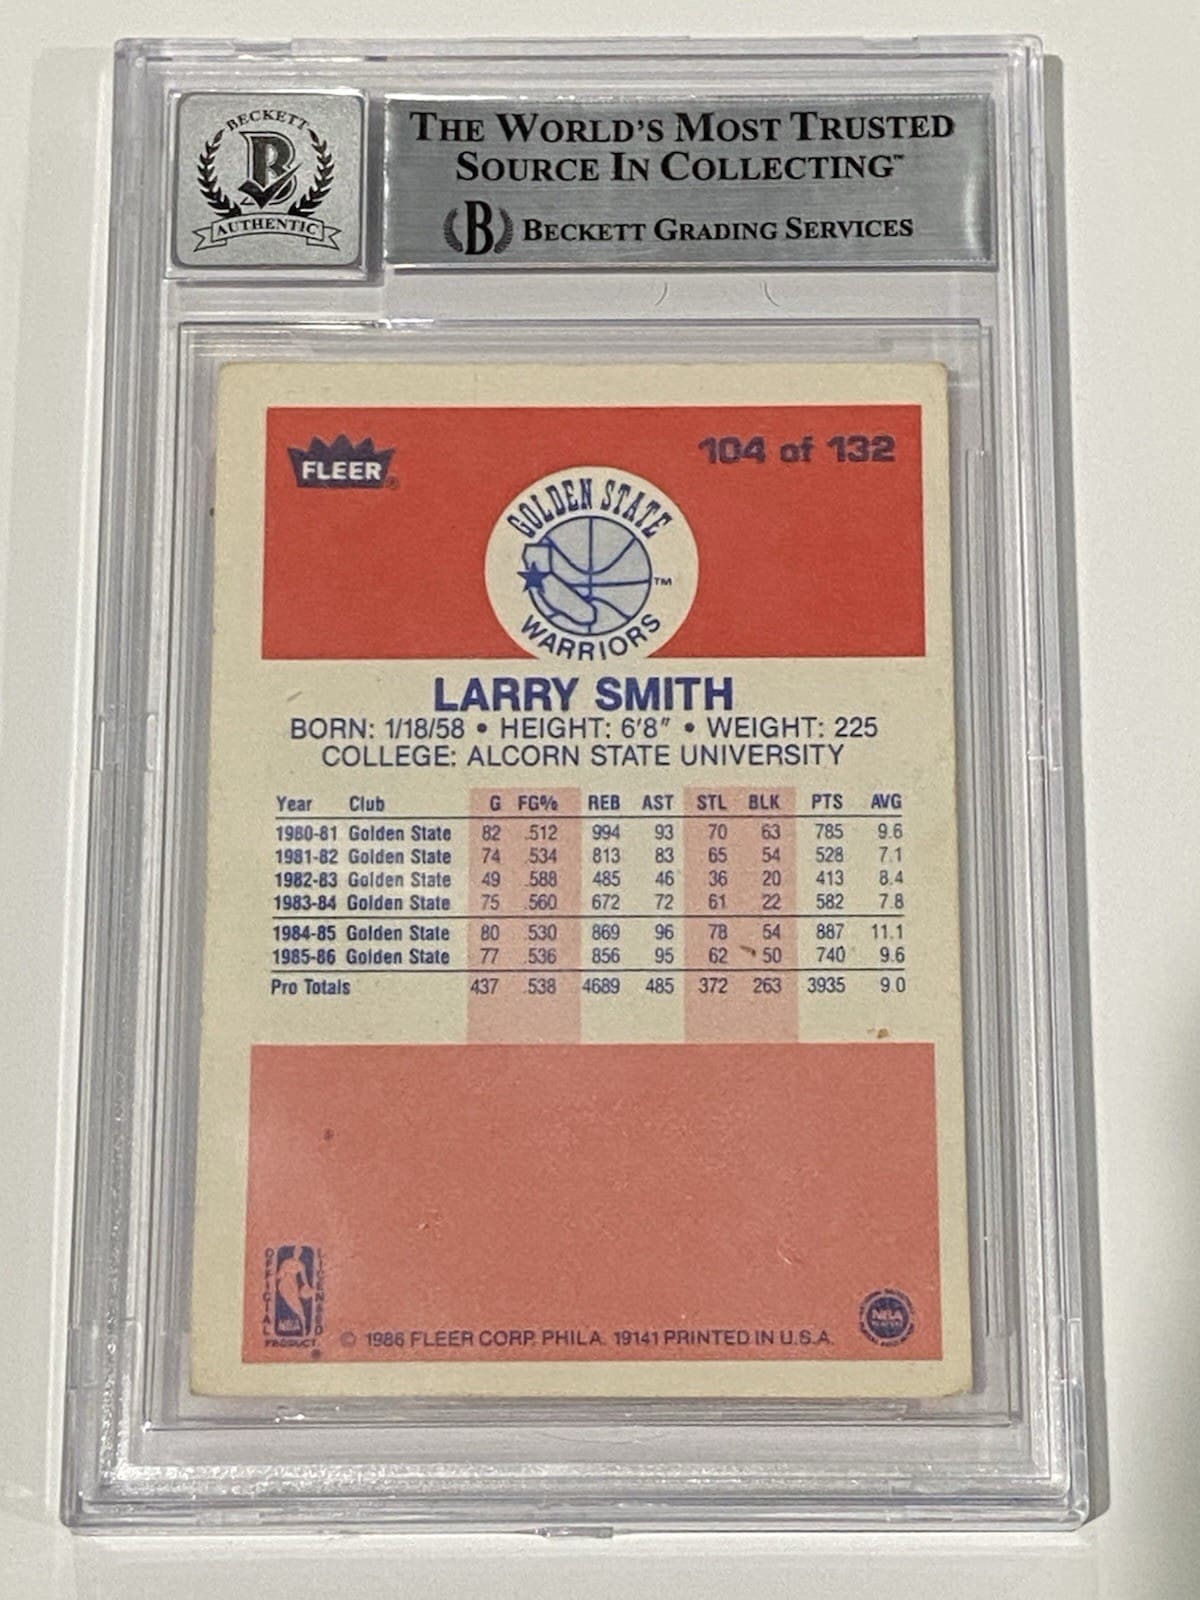 BECKETT
B
AUTHENTIC
THE WORLD'S MOST TRUSTED
SOURCE IN COLLECTING™
B BECKETT GRADING SERVICES
FLEER®
104 of 132
GOLDEN STATE
WARRIORS™
LARRY SMITH
BORN: 1/18/58 • HEIGHT: 6'8" • WEIGHT: 225
COLLEGE: ALCORN STATE UNIVERSITY
Year Club G FG% REB AST STL BLK PTS AVG
1980-81 Golden State 82 .512 994 93 70 63 785 9.6
1981-82 Golden State 74 .534 813 83 65 54 528 7.1
1982-83 Golden State 49 .588 485 46 36 20 413 8.4
1983-84 Golden State 75 .560 672 72 61 22 582 7.8
1984-85 Golden State 80 .530 869 96 78 54 887 11.1
1985-86 Golden State 77 .536 856 95 62 50 740 9.6
Pro Totals 437 .538 4689 485 372 263 3935 9.0
OFFICIAL
LICENSED
NBA
PRODUCT
© 1986 FLEER CORP. PHILA. 19141 PRINTED IN U.S.A.
NBA